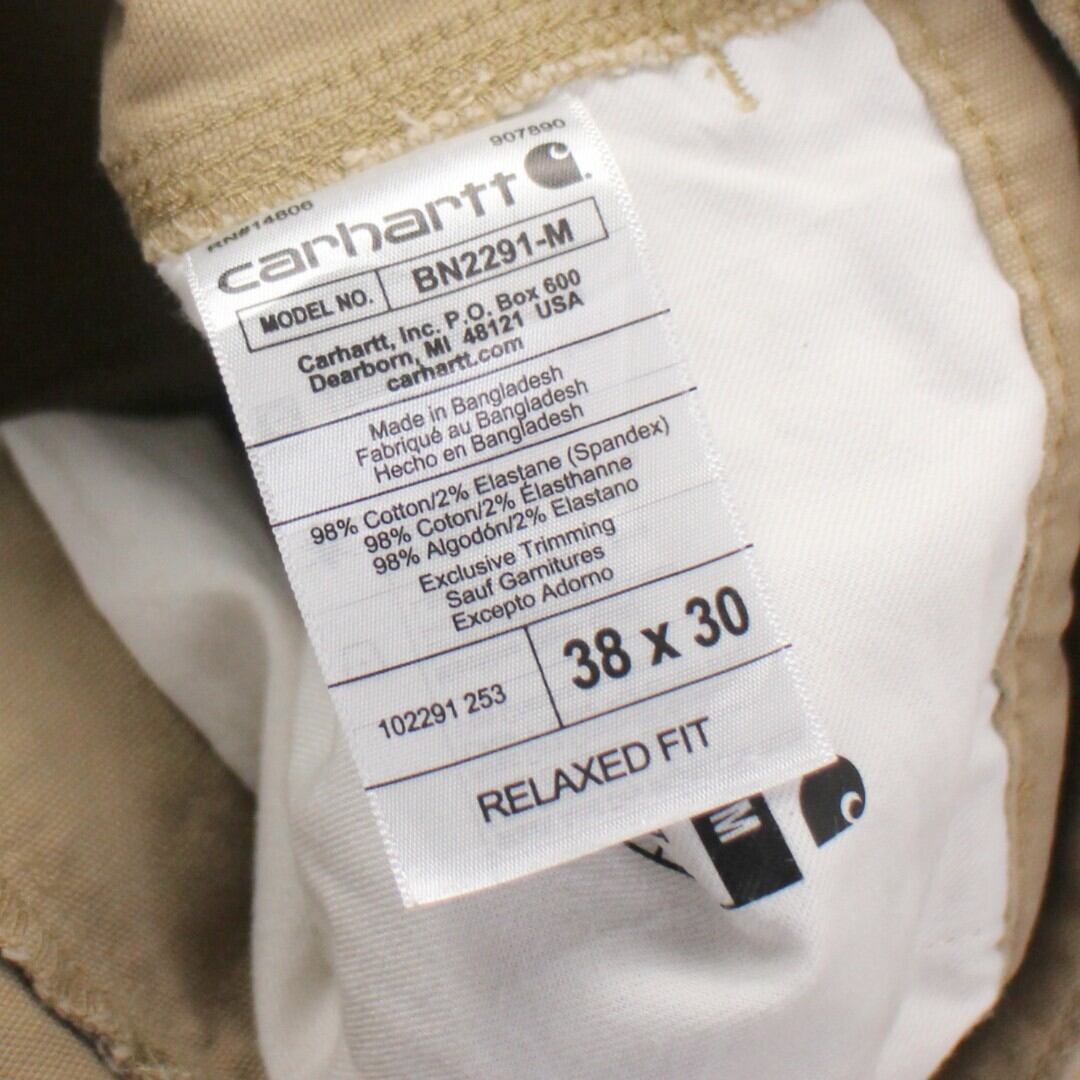 RN#14806 907890
carhartt
MODEL NO. BN2291-M
Carhartt, Inc. P.O. Box 600
Dearborn, MI 48121 USA
carhartt.com
Made in Bangladesh
Fabriqué au Bangladesh
Hecho en Bangladesh
98% Cotton/2% Elastane (Spandex)
98% Coton/2% Élasthanne
98% Algodón/2% Elastano
Exclusive Trimming
Sauf Garnitures
Excepto Adorno
102291 253 38 x 30
RELAXED FIT
M